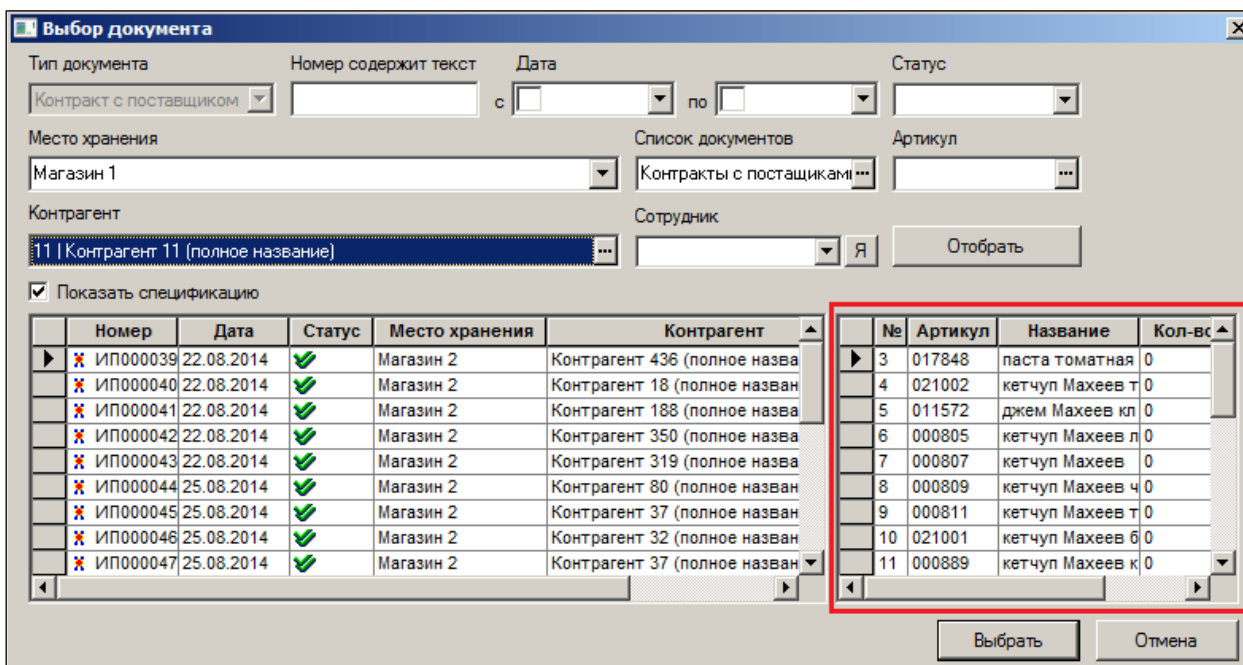 Выбор документа
Тип документа Номер содержит текст Дата Статус
Контракт с поставщиком с по
Место хранения Список документов Артикул
Магазин 1 Контракты с постащиками ...
Контрагент Сотрудник
11 | Контрагент 11 (полное название) ... Я Отобрать
Показать спецификацию
Номер Дата Статус Место хранения Контрагент № Артикул Название Кол-вс
ИП000039 22.08.2014 Магазин 2 Контрагент 436 (полное назва 3 017848 паста томатная 0
ИП000040 22.08.2014 Магазин 2 Контрагент 18 (полное назван 4 021002 кетчуп Махеев т 0
ИП000041 22.08.2014 Магазин 2 Контрагент 188 (полное назва 5 011572 джем Махеев кл 0
ИП000042 22.08.2014 Магазин 2 Контрагент 350 (полное назва 6 000805 кетчуп Махеев л 0
ИП000043 22.08.2014 Магазин 2 Контрагент 319 (полное назва 7 000807 кетчуп Махеев 0
ИП000044 25.08.2014 Магазин 2 Контрагент 80 (полное назван 8 000809 кетчуп Махеев ч 0
ИП000045 25.08.2014 Магазин 2 Контрагент 37 (полное назван 9 000811 кетчуп Махеев т 0
ИП000046 25.08.2014 Магазин 2 Контрагент 32 (полное назван 10 021001 кетчуп Махеев б 0
ИП000047 25.08.2014 Магазин 2 Контрагент 37 (полное назван 11 000889 кетчуп Махеев к 0
Выбрать Отмена